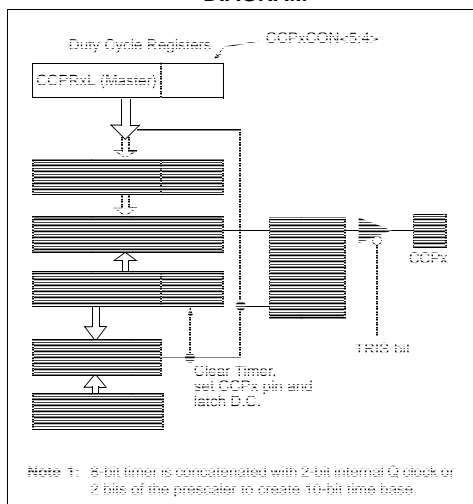 DIAGRAM
Duty Cycle Registers
CCPxCON<5:4>
CCPRxL (Master)
CCPx
TRIS bit
Clear Timer,
set CCPx pin and
latch D.C.
Note 1: 8-bit timer is concatenated with 2-bit internal Q clock or
2 bits of the prescaler to create 10-bit time base.